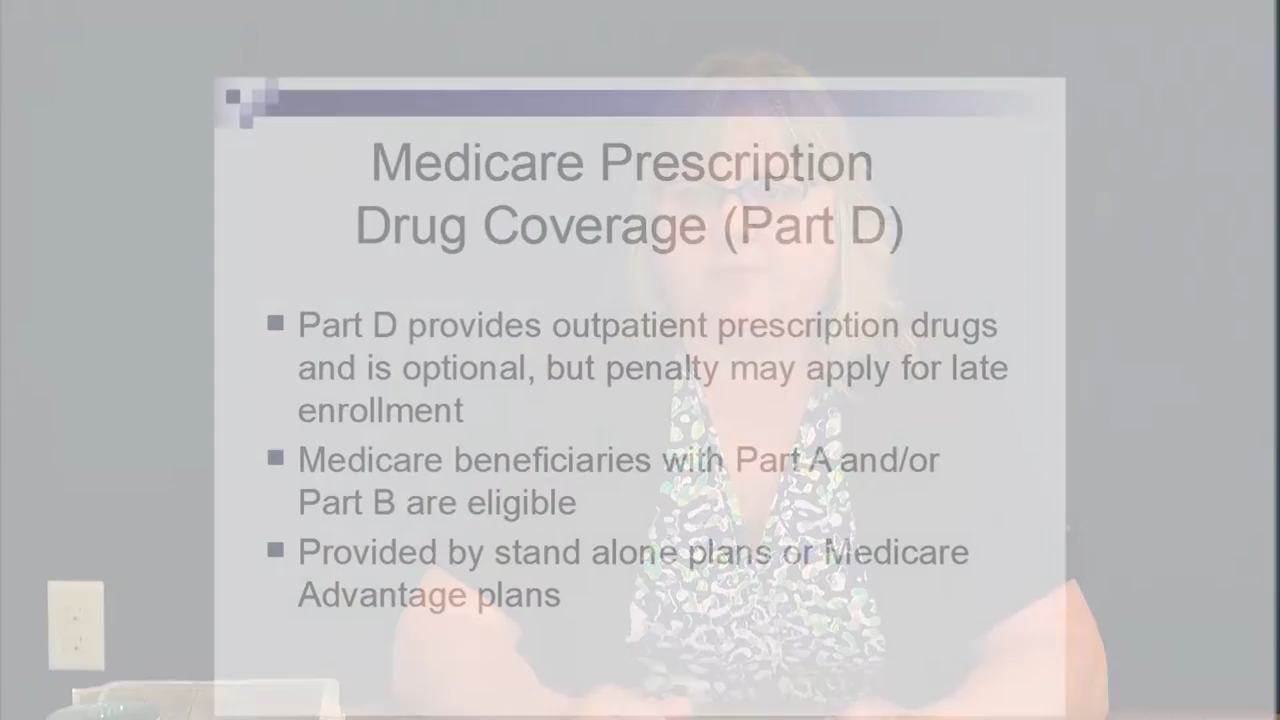 Medicare Prescription
Drug Coverage (Part D)
Part D provides outpatient prescription drugs
and is optional, but penalty may apply for late
enrollment
Medicare beneficiaries with Part A and/or
Part B are eligible
Provided by stand alone plans or Medicare
Advantage plans